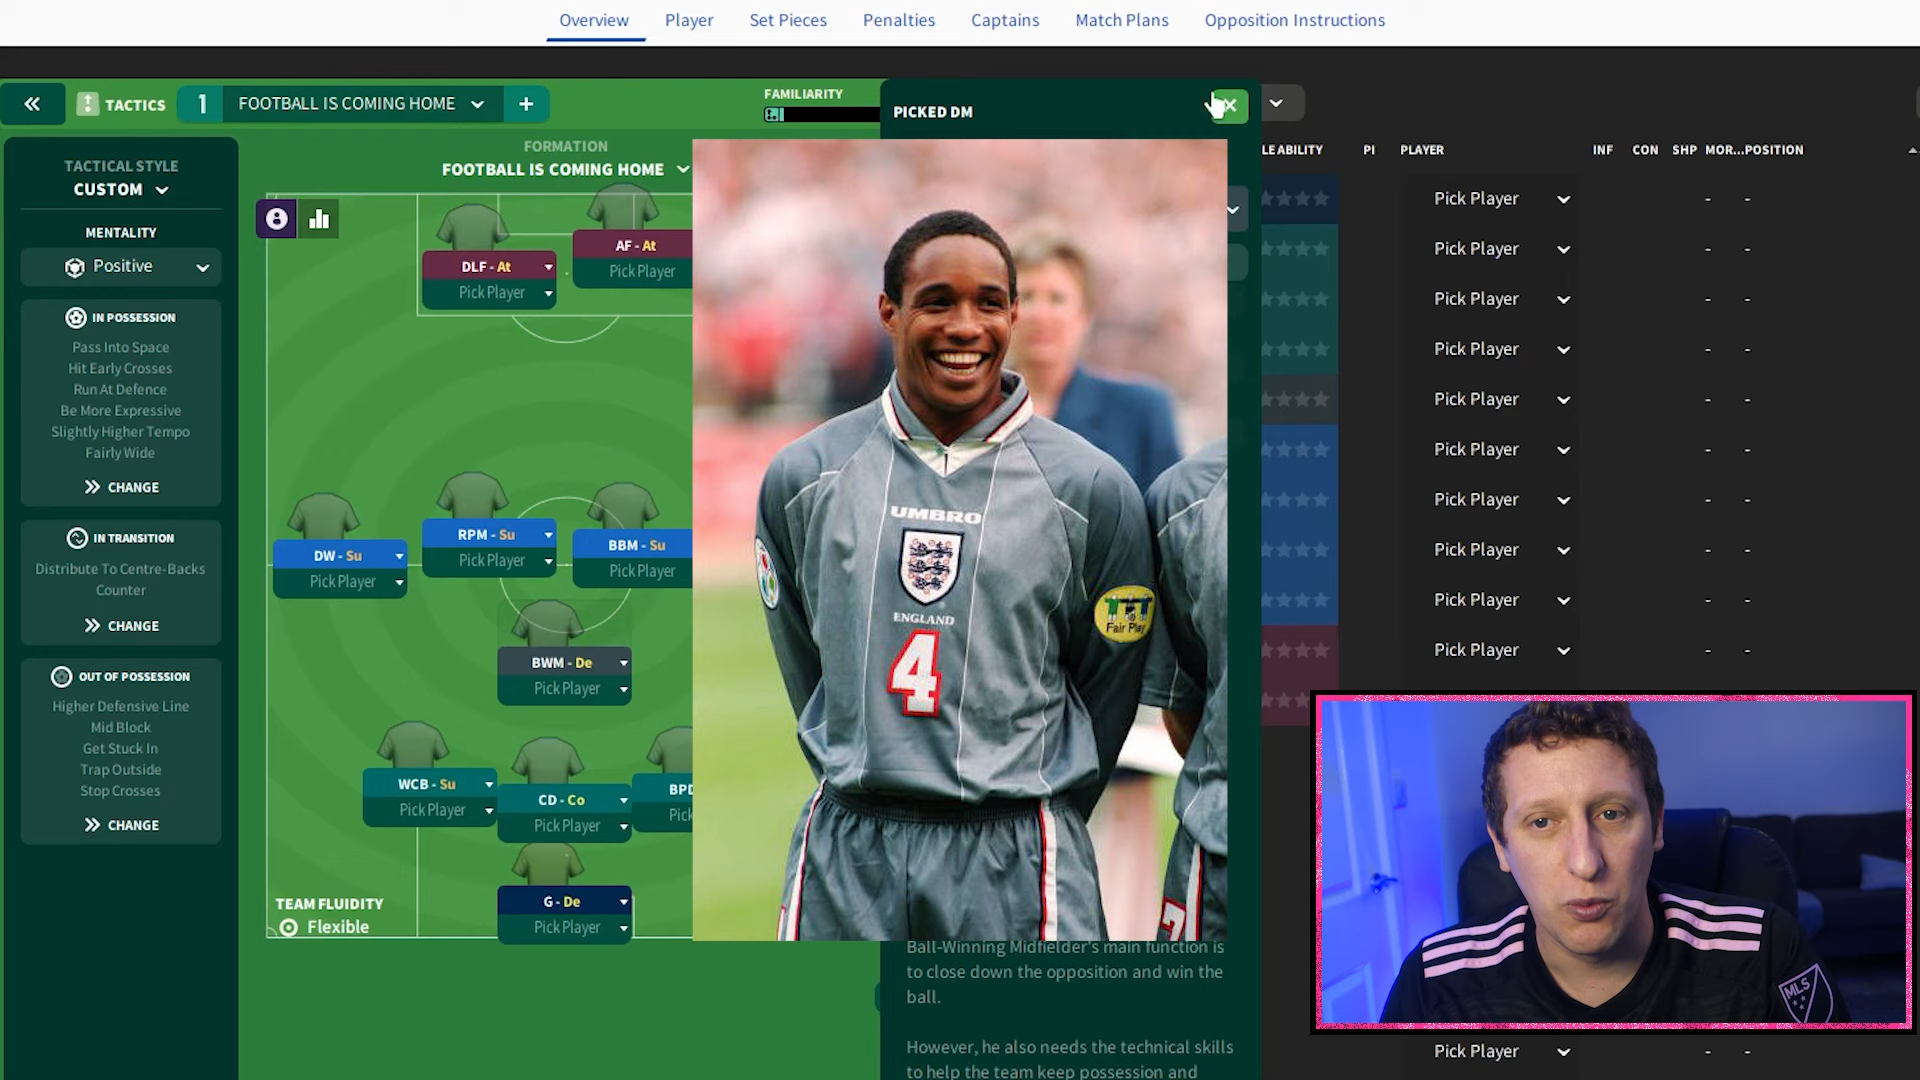 Overview Player Set Pieces Penalties Captains Match Plans Opposition Instructions
TACTICS 1 FOOTBALL IS COMING HOME +
FAMILIARITY
PICKED DM
TACTICAL STYLE
CUSTOM
MENTALITY
Positive
IN POSSESSION
Pass Into Space
Hit Early Crosses
Run At Defence
Be More Expressive
Slightly Higher Tempo
Fairly Wide
CHANGE
IN TRANSITION
Distribute To Centre-Backs
Counter
CHANGE
OUT OF POSSESSION
Higher Defensive Line
Mid Block
Get Stuck In
Trap Outside
Stop Crosses
CHANGE
FORMATION
FOOTBALL IS COMING HOME
AF - At
Pick Player
DLF - At
Pick Player
RPM - Su
Pick Player
BBM - Su
Pick Player
DW - Su
Pick Player
BWM - De
Pick Player
WCB - Su
Pick Player
CD - Co
Pick Player
BPD
Pick
G - De
Pick Player
TEAM FLUIDITY
Flexible
UMBRO
ENGLAND
4
Fair Play
7
Ball-Winning Midfielder's main function is
to close down the opposition and win the
ball.
However, he also needs the technical skills
to help the team keep possession and
LE ABILITY PI PLAYER INF CON SHP MOR... POSITION
Pick Player - -
Pick Player - -
Pick Player - -
Pick Player - -
Pick Player - -
Pick Player - -
Pick Player - -
Pick Player - -
Pick Player - -
Pick Player - -
MLS
Pick Player - -